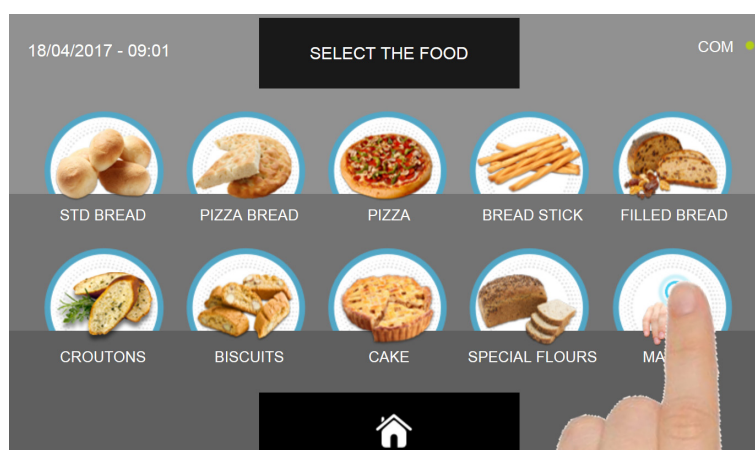 18/04/2017 - 09:01
SELECT THE FOOD
COM
STD BREAD
PIZZA BREAD
PIZZA
BREAD STICK
FILLED BREAD
CROUTONS
BISCUITS
CAKE
SPECIAL FLOURS